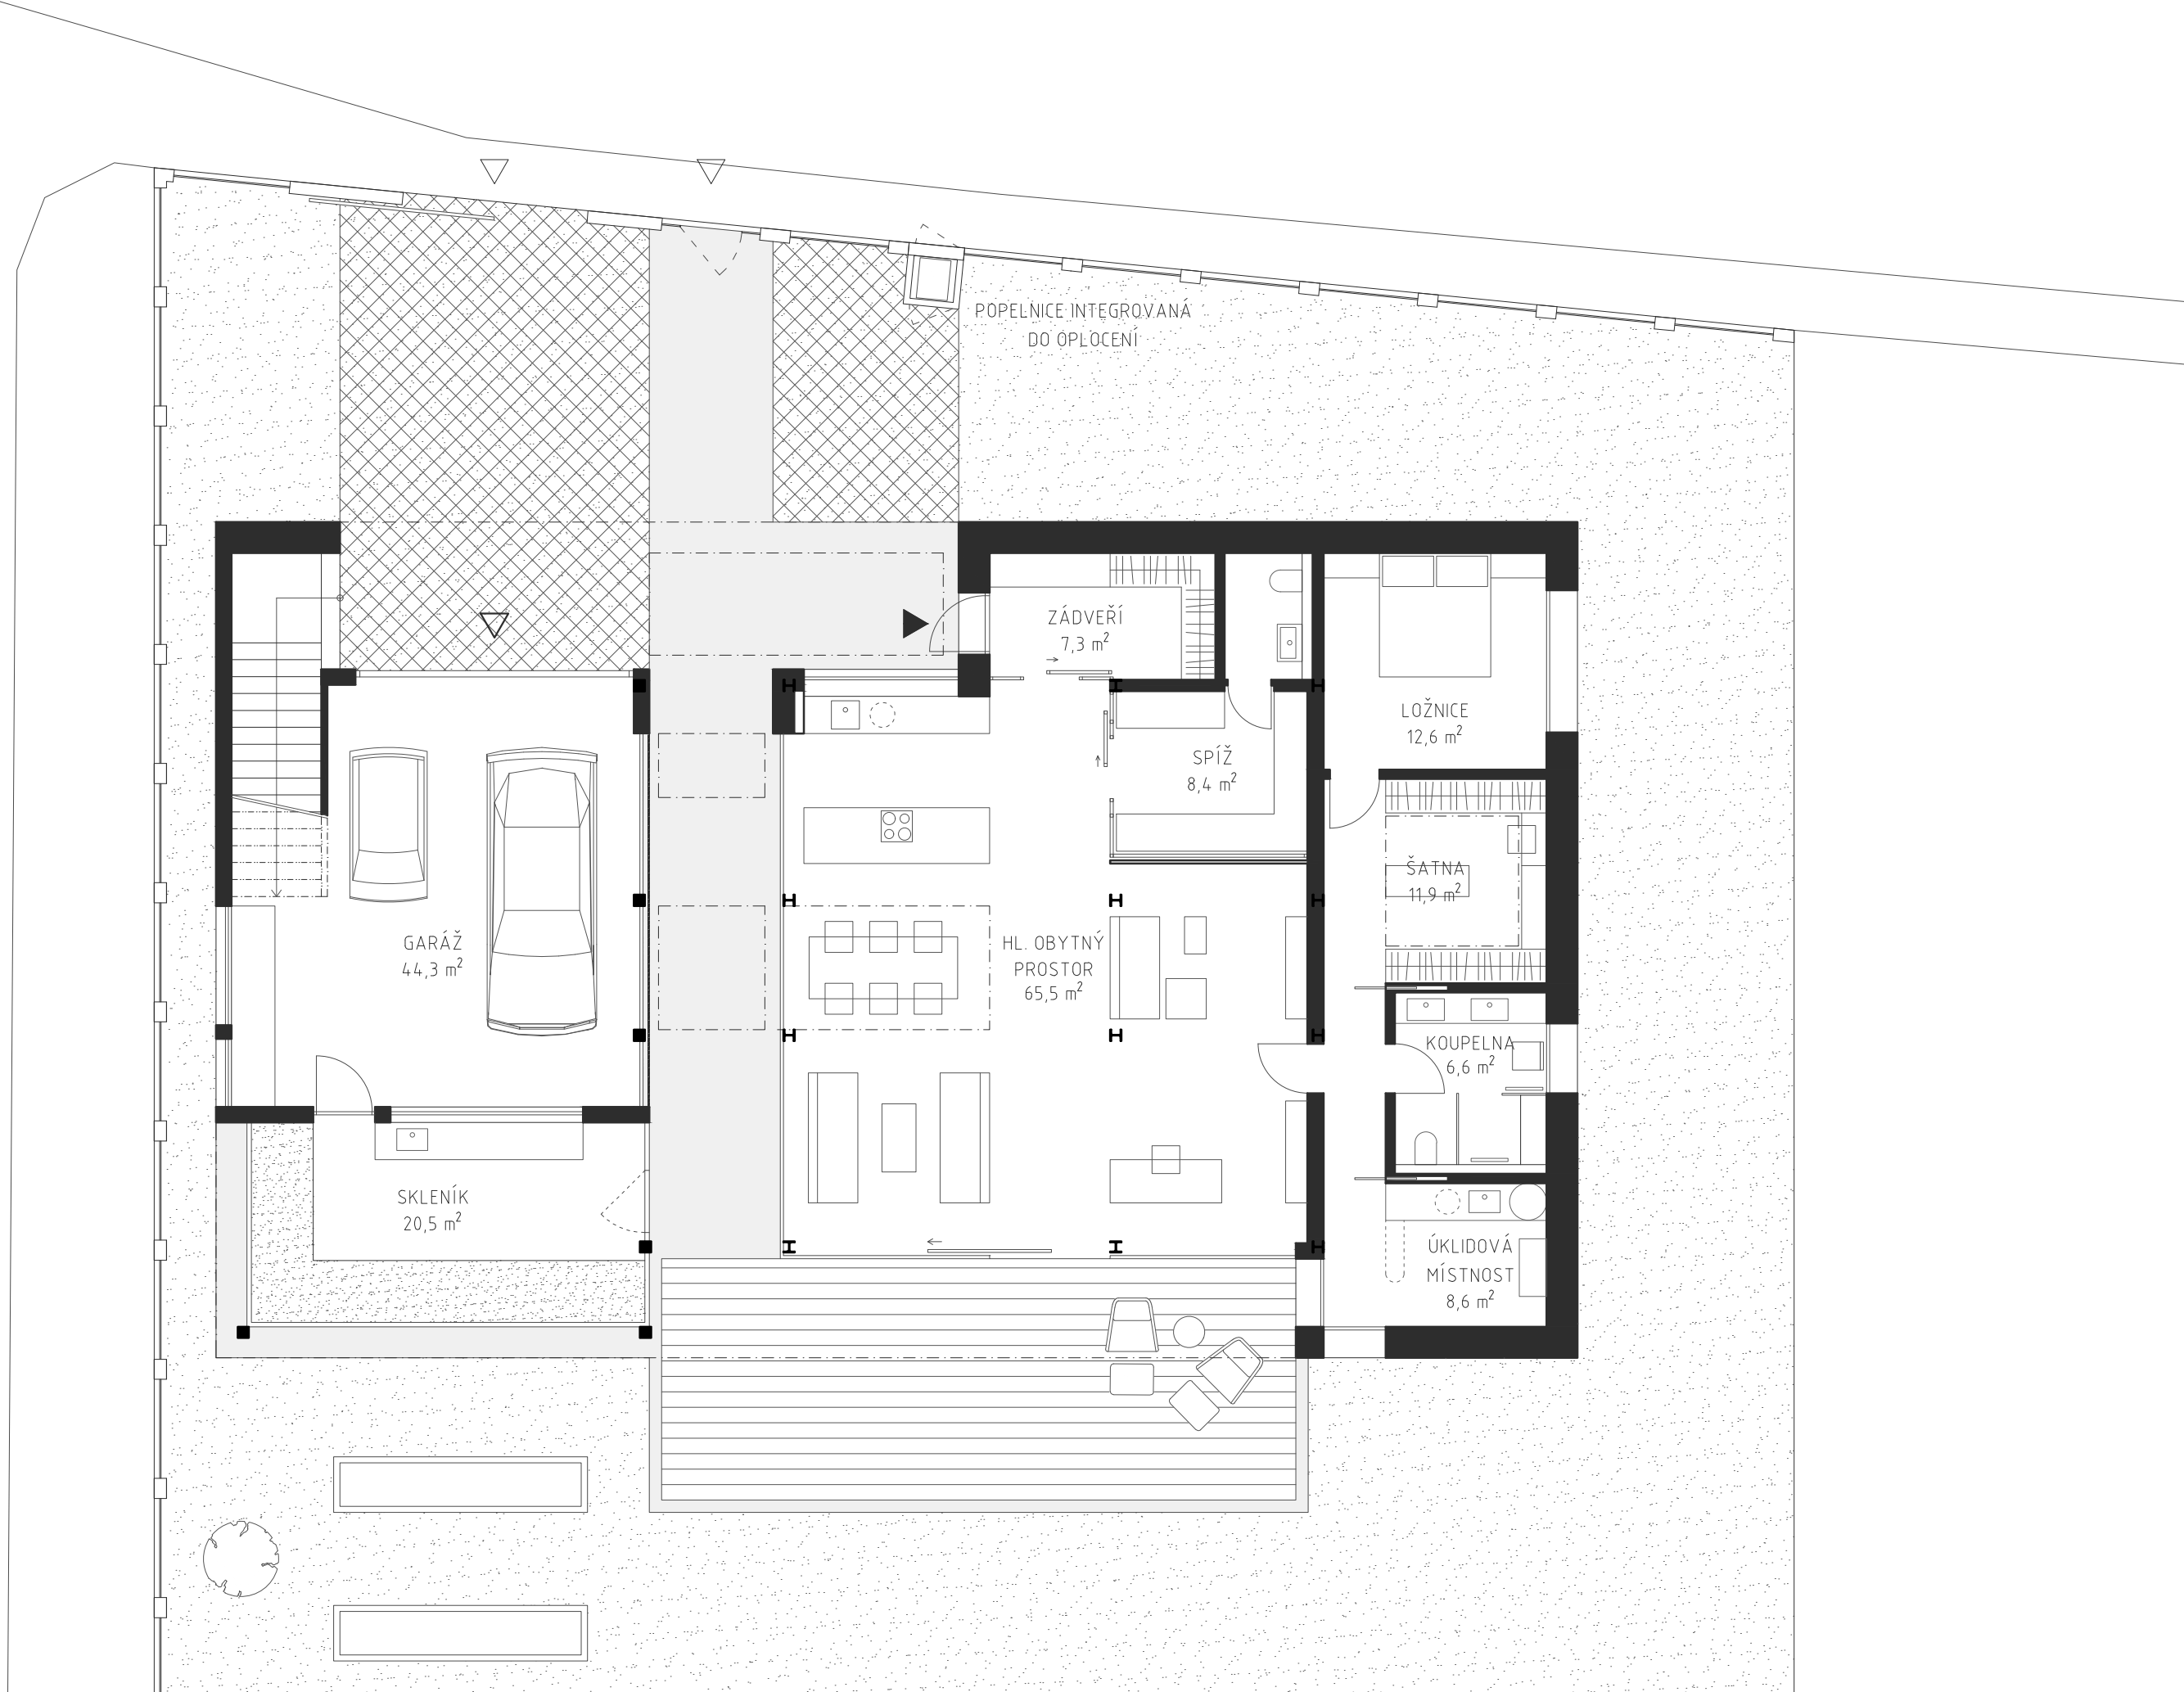 POPELNICE INTEGROVANÁ
DO OPLOCENÍ
ZÁDVEŘÍ
7,3 m²
LOŽNICE
12,6 m²
SPÍŽ
8,4 m²
ŠATNA
11,9 m²
GARÁŽ
44,3 m²
HL. OBYTNÝ
PROSTOR
65,5 m²
KOUPELNA
6,6 m²
SKLENÍK
20,5 m²
ÚKLIDOVÁ
MÍSTNOST
8,6 m²